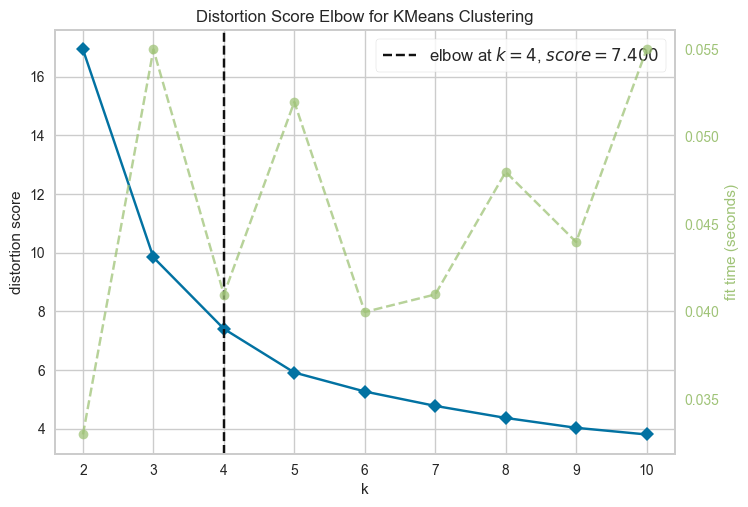 Distortion Score Elbow for KMeans Clustering
elbow at k = 4, score = 7.400
distortion score
16
14
12
10
8
6
4
0.055
0.050
0.045
0.040
0.035
fit time (seconds)
2 3 4 5 6 7 8 9 10
k